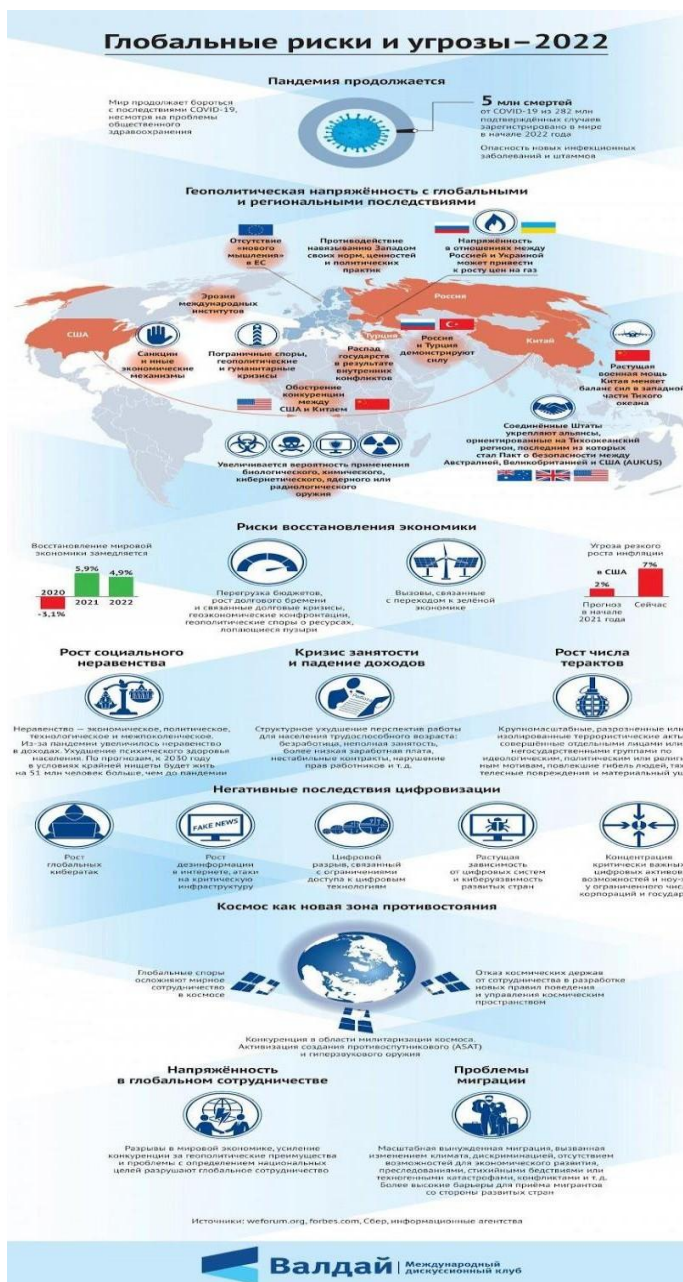 Глобальные риски и угрозы – 2022
Пандемия продолжается
Мир продолжает бороться
с последствиями COVID-19,
несмотря на проблемы
общественного
здравоохранения
5 млн смертей
от COVID-19 из 282 млн
подтверждённых случаев
зарегистрировано в мире
в начале 2022 года
Опасность новых инфекционных
заболеваний и штаммов
Геополитическая напряжённость с глобальными
и региональными последствиями
Отсутствие
«нового
мышления»
в ЕС
Противодействие
навязыванию Западом
своих норм, ценностей
и политических
практик
Напряжённость
в отношениях между
Россией и Украиной
может привести
к росту цен на газ
Эрозия
международных
институтов
США
Россия
Турция
Китай
Санкции
и иные
экономические
механизмы
Пограничные споры,
геополитические
и гуманитарные
кризисы
Распад
государств
в результате
внутренних
конфликтов
Россия
и Турция
демонстрируют
силу
Растущая
военная мощь
Китая меняет
баланс сил в западной
части Тихого
океана
Обострение
конкуренции
между
США и Китаем
Соединённые Штаты
укрепляют альянсы,
ориентированные на Тихоокеанский
регион, последним из которых
стал Пакт о безопасности между
Австралией, Великобританией и США (AUKUS)
Увеличивается вероятность применения
биологического, химического,
кибернетического, ядерного или
радиологического
оружия
Риски восстановления экономики
Восстановление мировой
экономики замедляется
5,9%
4,9%
2020
2021
2022
-3,1%
Перегрузка бюджетов,
рост долгового бремени
и связанные долговые кризисы,
геоэкономические конфронтации,
геополитические споры о ресурсах,
лопающиеся пузыри
Вызовы, связанные
с переходом к зелёной
экономике
Угроза резкого
роста инфляции
в США
7%
2%
Прогноз
в начале
2021 года
Сейчас
Рост социального
неравенства
Неравенство — экономическое, политическое,
технологическое и межпоколенческое.
Из-за пандемии увеличилось неравенство
в доходах. Ухудшение психического здоровья
населения. По прогнозам, к 2030 году
в условиях крайней нищеты будет жить
на 51 млн человек больше, чем до пандемии
Кризис занятости
и падение доходов
Структурное ухудшение перспектив работы
для населения трудоспособного возраста:
безработица, неполная занятость,
более низкая заработная плата,
нестабильные контракты, нарушение
прав работников и т.д.
Рост числа
терактов
Крупномасштабные, разрозненные или
изолированные террористические акты,
совершённые отдельными лицами или
негосударственными группами по
идеологическим, политическим или религи
ным мотивам, повлекшие гибель людей, тяж
телесные повреждения и материальный ущ
Негативные последствия цифровизации
Рост
глобальных
кибератак
FAKE NEWS
Рост
дезинформации
в интернете, атаки
на критическую
инфраструктуру
Цифровой
разрыв, связанный
с ограничениями
доступа к цифровым
технологиям
Растущая
зависимость
от цифровых систем
и киберуязвимость
развитых стран
Концентрация
критически важных
цифровых активов,
возможностей и ноу-х
у ограниченного числа
корпораций и государс
Космос как новая зона противостояния
Глобальные споры
осложняют мирное
сотрудничество
в космосе
Отказ космических держав
от сотрудничества в разработке
новых правил поведения
и управления космическим
пространством
Конкуренция в области милитаризации космоса.
Активизация создания противоспутникового (ASAT)
и гиперзвукового оружия
Напряжённость
в глобальном сотрудничестве
Разрывы в мировой экономике, усиление
конкуренции за геополитические преимущества
и проблемы с определением национальных
целей разрушают глобальное сотрудничество
Проблемы
миграции
Масштабная вынужденная миграция, вызванная
изменением климата, дискриминацией, отсутствием
возможностей для экономического развития,
преследованиями, стихийными бедствиями или
техногенными катастрофами, конфликтами и т.д.
Более высокие барьеры для приёма мигрантов
со стороны развитых стран
Источники: weforum.org, forbes.com, Сбер, информационные агентства
Валдай
Международный
дискуссионный клуб